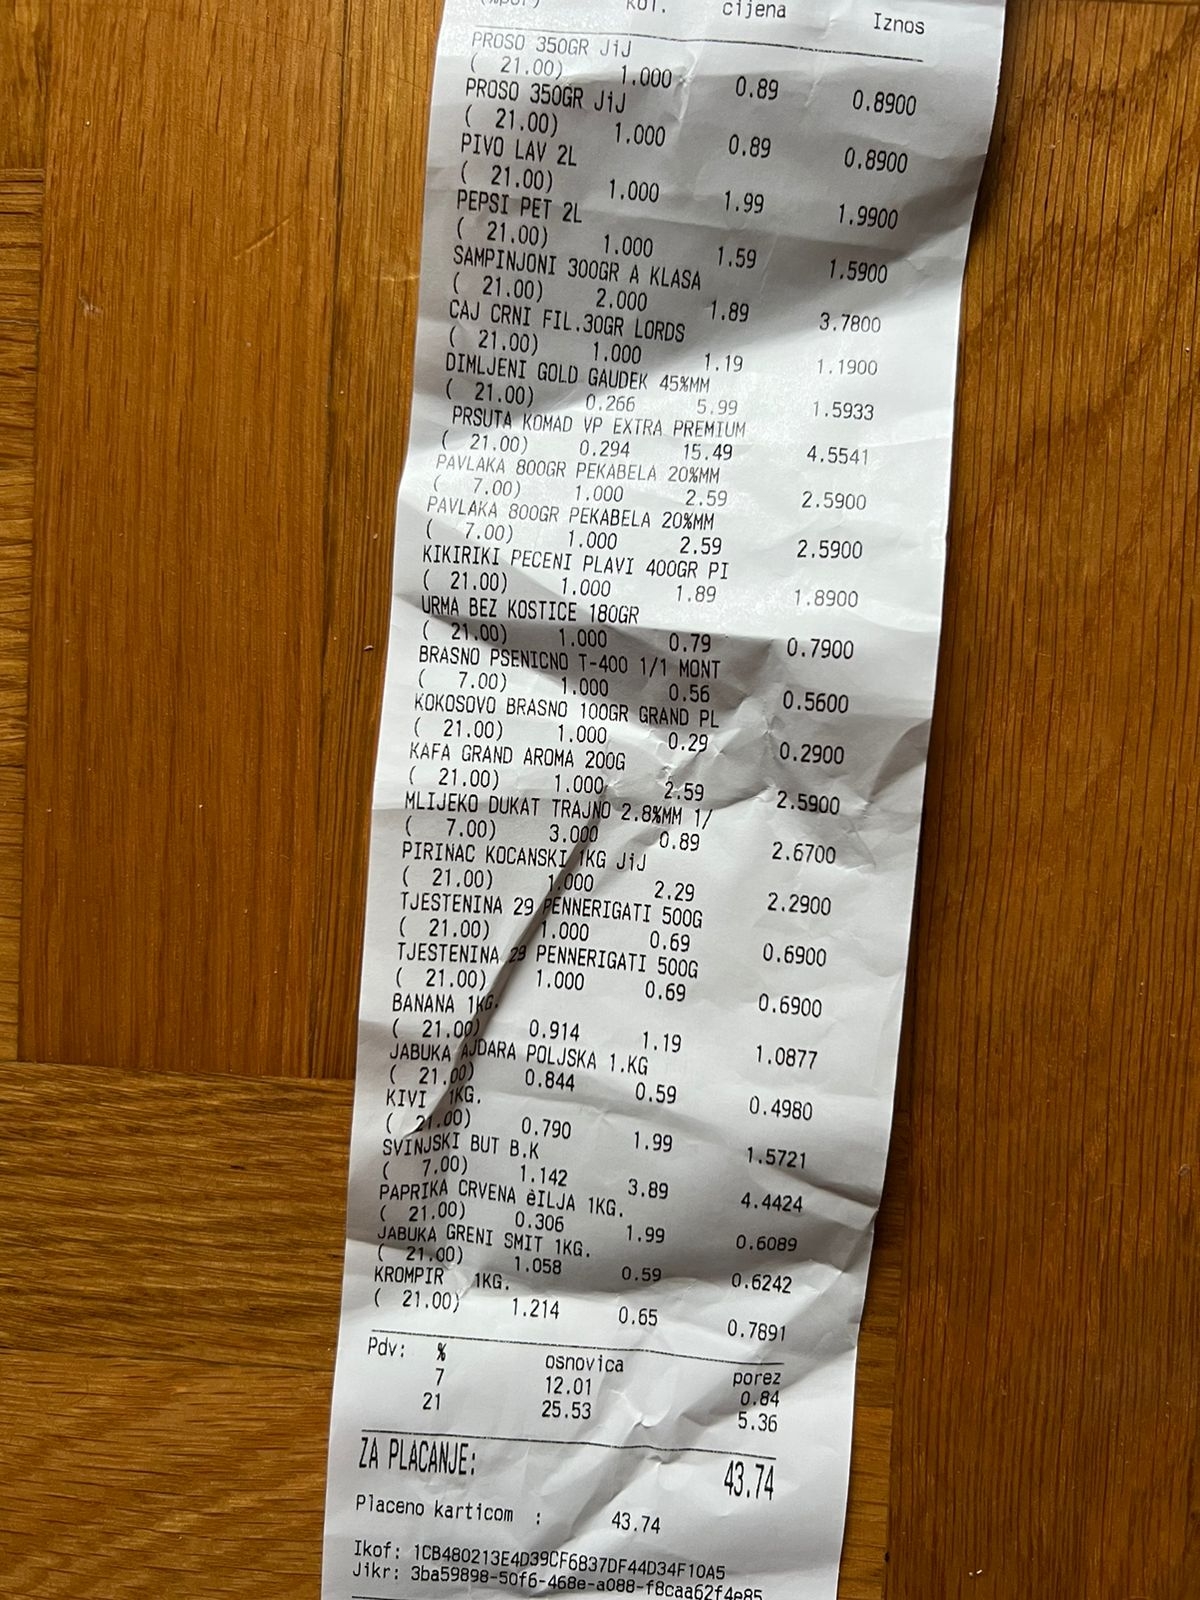 kol. cijena Iznos
PROSO 350GR JiJ
( 21.00) 1.000 0.89 0.8900
PROSO 350GR JiJ
( 21.00) 1.000 0.89 0.8900
PIVO LAV 2L
( 21.00) 1.000 1.99 1.9900
PEPSI PET 2L
( 21.00) 1.000 1.59 1.5900
SAMPINJONI 300GR A KLASA
( 21.00) 2.000 1.89 3.7800
CAJ CRNI FIL.30GR LORDS
( 21.00) 1.000 1.19 1.1900
DIMLJENI GOLD GAUDEK 45%MM
( 21.00) 0.266 5.99 1.5933
PRSUTA KOMAD VP EXTRA PREMIUM
( 21.00) 0.294 15.49 4.5541
PAVLAKA 800GR PEKABELA 20%MM
( 7.00) 1.000 2.59 2.5900
PAVLAKA 800GR PEKABELA 20%MM
( 7.00) 1.000 2.59 2.5900
KIKIRIKI PECENI PLAVI 400GR PI
( 21.00) 1.000 1.89 1.8900
URMA BEZ KOSTICE 180GR
( 21.00) 1.000 0.79 0.7900
BRASNO PSENICNO T-400 1/1 MONT
( 7.00) 1.000 0.56 0.5600
KOKOSOVO BRASNO 100GR GRAND PL
( 21.00) 1.000 0.29 0.2900
KAFA GRAND AROMA 200G
( 21.00) 1.000 2.59 2.5900
MLIJEKO DUKAT TRAJNO 2.8%MM 1/
( 7.00) 3.000 0.89 2.6700
PIRINAC KOCANSKI 1KG JiJ
( 21.00) 1.000 2.29 2.2900
TJESTENINA 29 PENNERIGATI 500G
( 21.00) 1.000 0.69 0.6900
TJESTENINA 29 PENNERIGATI 500G
( 21.00) 1.000 0.69 0.6900
BANANA 1KG.
( 21.00) 0.914 1.19 1.0877
JABUKA AJDARA POLJSKA 1.KG
( 21.00) 0.844 0.59 0.4980
KIVI 1KG.
( 21.00) 0.790 1.99 1.5721
SVINJSKI BUT B.K
( 7.00) 1.142 3.89 4.4424
PAPRIKA CRVENA èILJA 1KG.
( 21.00) 0.306 1.99 0.6089
JABUKA GRENI SMIT 1KG.
( 21.00) 1.058 0.59 0.6242
KROMPIR 1KG.
( 21.00) 1.214 0.65 0.7891
Pdv: % osnovica porez
7 12.01 0.84
21 25.53 5.36
ZA PLACANJE: 43.74
Placeno karticom : 43.74
Ikof: 1CB480213E4D39CF6837DF44D34F10A5
Jikr: 3ba59898-50f6-468e-a088-f8caa62f4e85